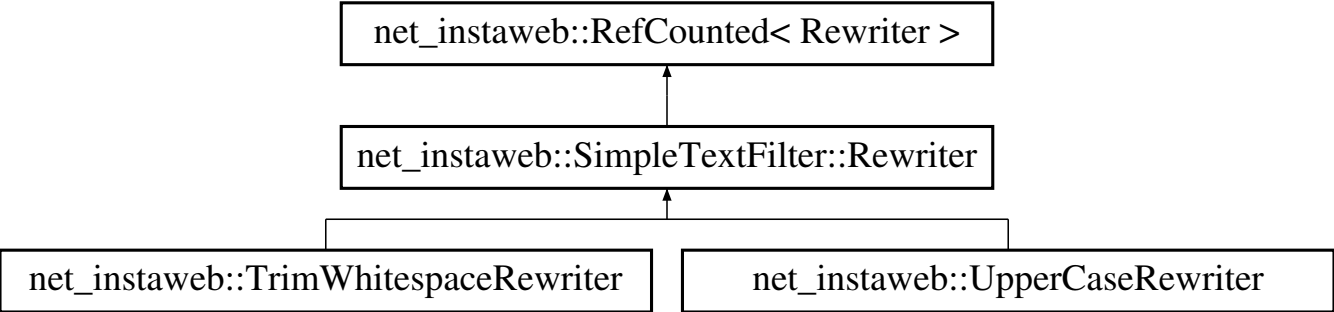 net_instaweb::RefCounted< Rewriter >
net_instaweb::SimpleTextFilter::Rewriter
net_instaweb::TrimWhitespaceRewriter
net_instaweb::UpperCaseRewriter